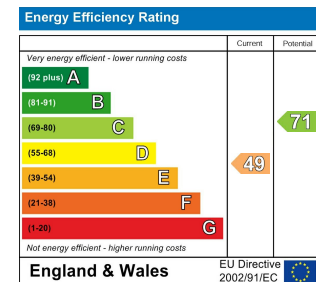 Energy Efficiency Rating
Current Potential
Very energy efficient - lower running costs
(92 plus) A
(81-91) B
(69-80) C
71
(55-68) D
49
(39-54) E
(21-38) F
(1-20) G
Not energy efficient - higher running costs
England & Wales
EU Directive
2002/91/EC